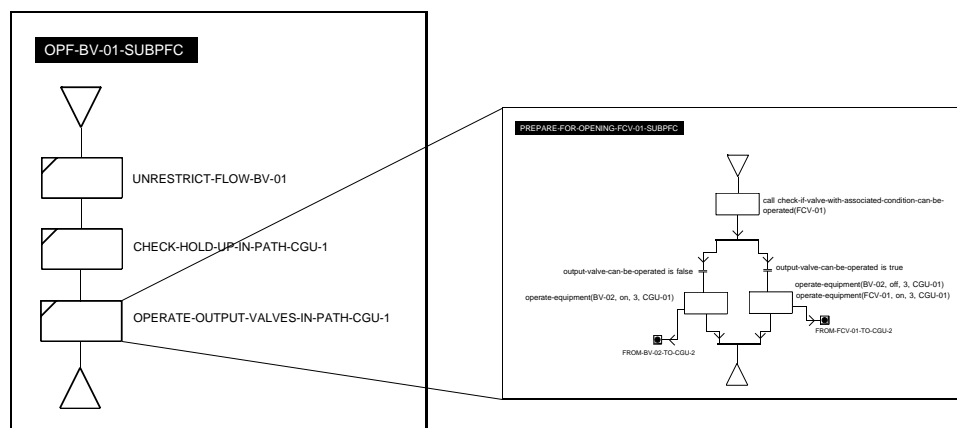 OPF-BV-01-SUBPFC
UNRESTRICT-FLOW-BV-01
CHECK-HOLD-UP-IN-PATH-CGU-1
OPERATE-OUTPUT-VALVES-IN-PATH-CGU-1
PREPARE-FOR-OPENING-FCV-01-SUBPFC
call check-if-valve-with-associated-condition-can-be-
operated(FCV-01)
output-valve-can-be-operated is false
output-valve-can-be-operated is true
operate-equipment(BV-02, on, 3, CGU-01)
operate-equipment(BV-02, off, 3, CGU-01)
operate-equipment(FCV-01, on, 3, CGU-01)
FROM-BV-02-TO-CGU-2
FROM-FCV-01-TO-CGU-2